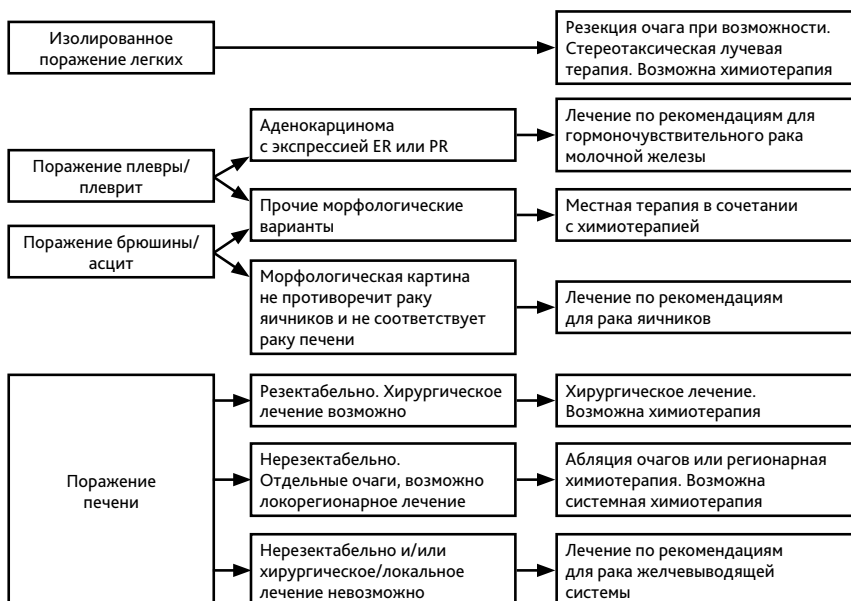 Изолированное
поражение легких
Резекция очага при возможности.
Стереотаксическая лучевая
терапия. Возможна химиотерапия
Поражение плевры/
плеврит
Аденокарцинома
с экспрессией ER или PR
Лечение по рекомендациям для
гормоночувствительного рака
молочной железы
Прочие морфологические
варианты
Местная терапия в сочетании
с химиотерапией
Поражение брюшины/
асцит
Морфологическая картина
не противоречит раку
яичников и не соответствует
раку печени
Лечение по рекомендациям
для рака яичников
Поражение
печени
Резектабельно. Хирургическое
лечение возможно
Хирургическое лечение.
Возможна химиотерапия
Нерезектабельно.
Отдельные очаги, возможно
локорегионарное лечение
Абляция очагов или регионарная
химиотерапия. Возможна
системная химиотерапия
Нерезектабельно и/или
хирургическое/локальное
лечение невозможно
Лечение по рекомендациям
для рака желчевыводящей
системы